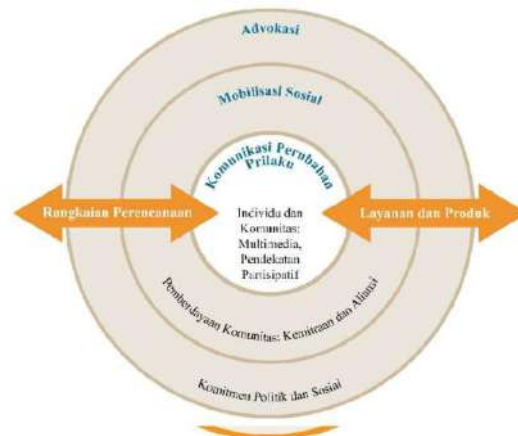 Advokasi
Mobilisasi Sosial
Komunikasi Perubahan
Prilaku
Rangkaian Perencanaan
Individu dan
Komunitas:
Multimedia,
Pendekatan
Partisipatif
Layanan dan Produk
Pemberdayaan Komunitas: Kemitraan dan Aliansi
Komitmen Politik dan Sosial